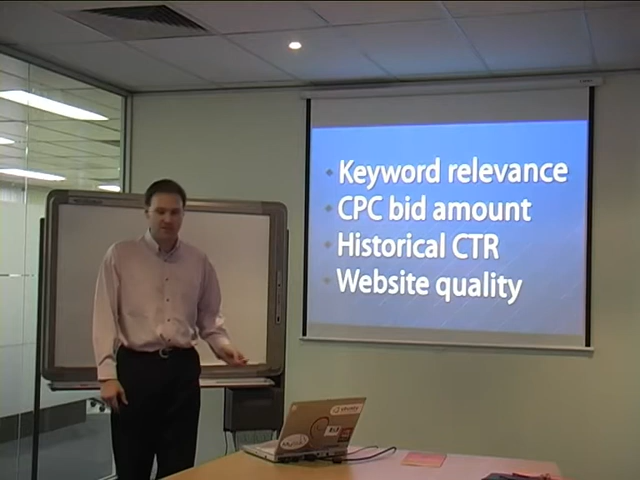 Keyword relevance
CPC bid amount
Historical CTR
Website quality